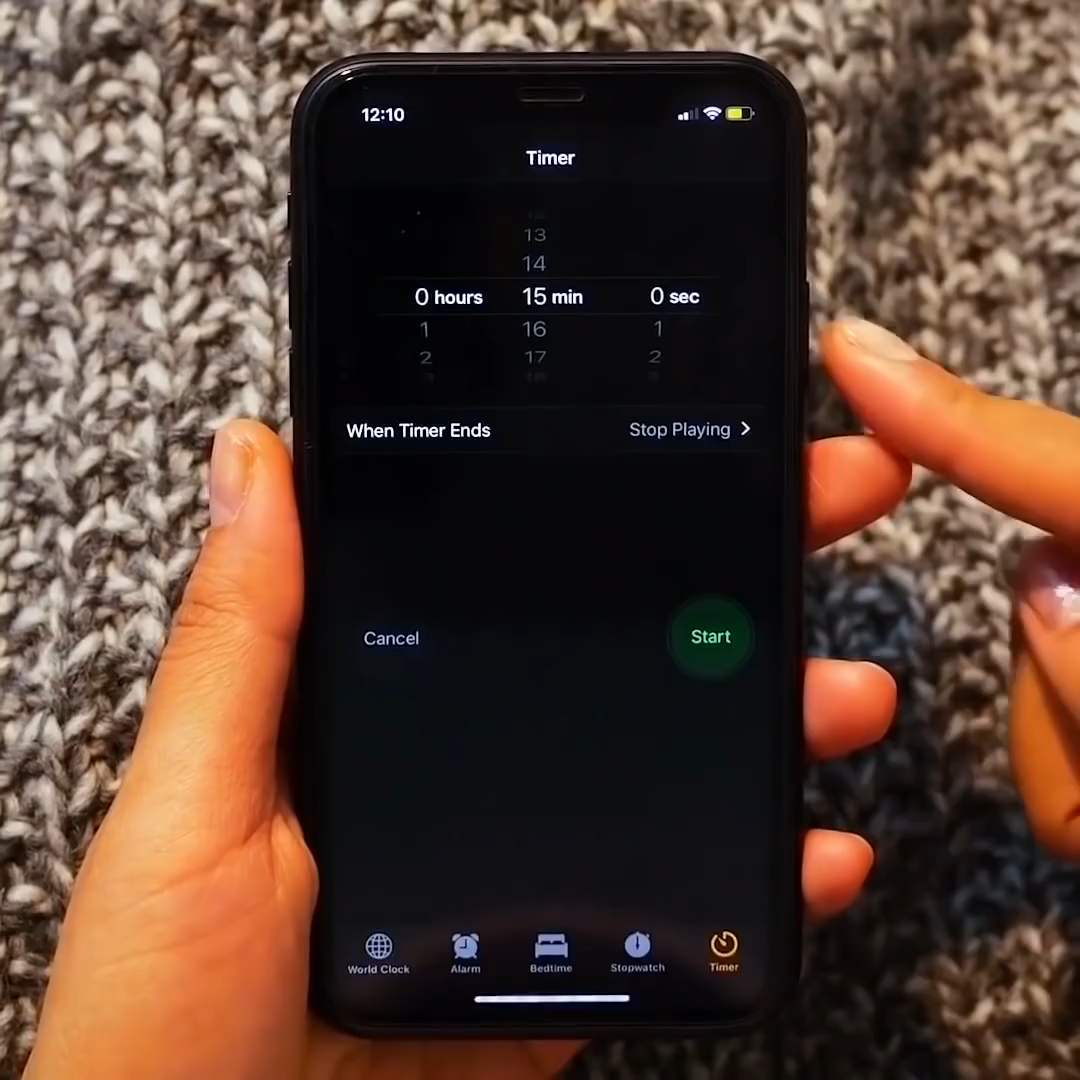 12:10
Timer
13
14
0 hours 15 min 0 sec
1 16 1
2 17 2
When Timer Ends Stop Playing
Cancel Start
World Clock Alarm Bedtime Stopwatch Timer